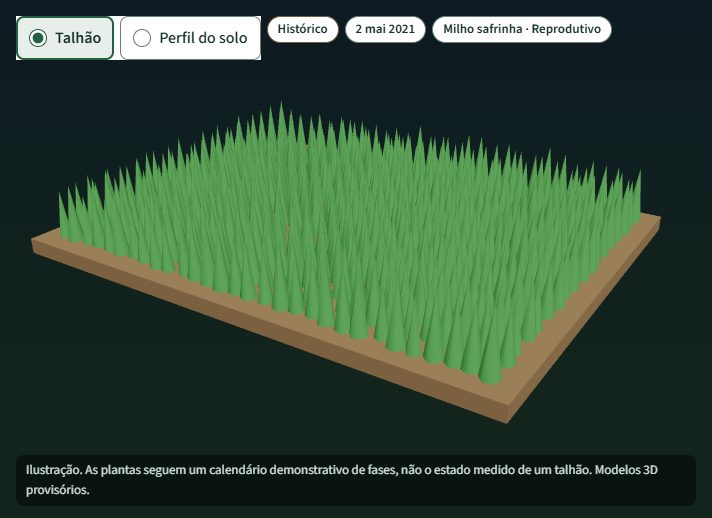 Talhão
Perfil do solo
Histórico
2 mai 2021
Milho safrinha · Reprodutivo
Ilustração. As plantas seguem um calendário demonstrativo de fases, não o estado medido de um talhão. Modelos 3D
provisórios.